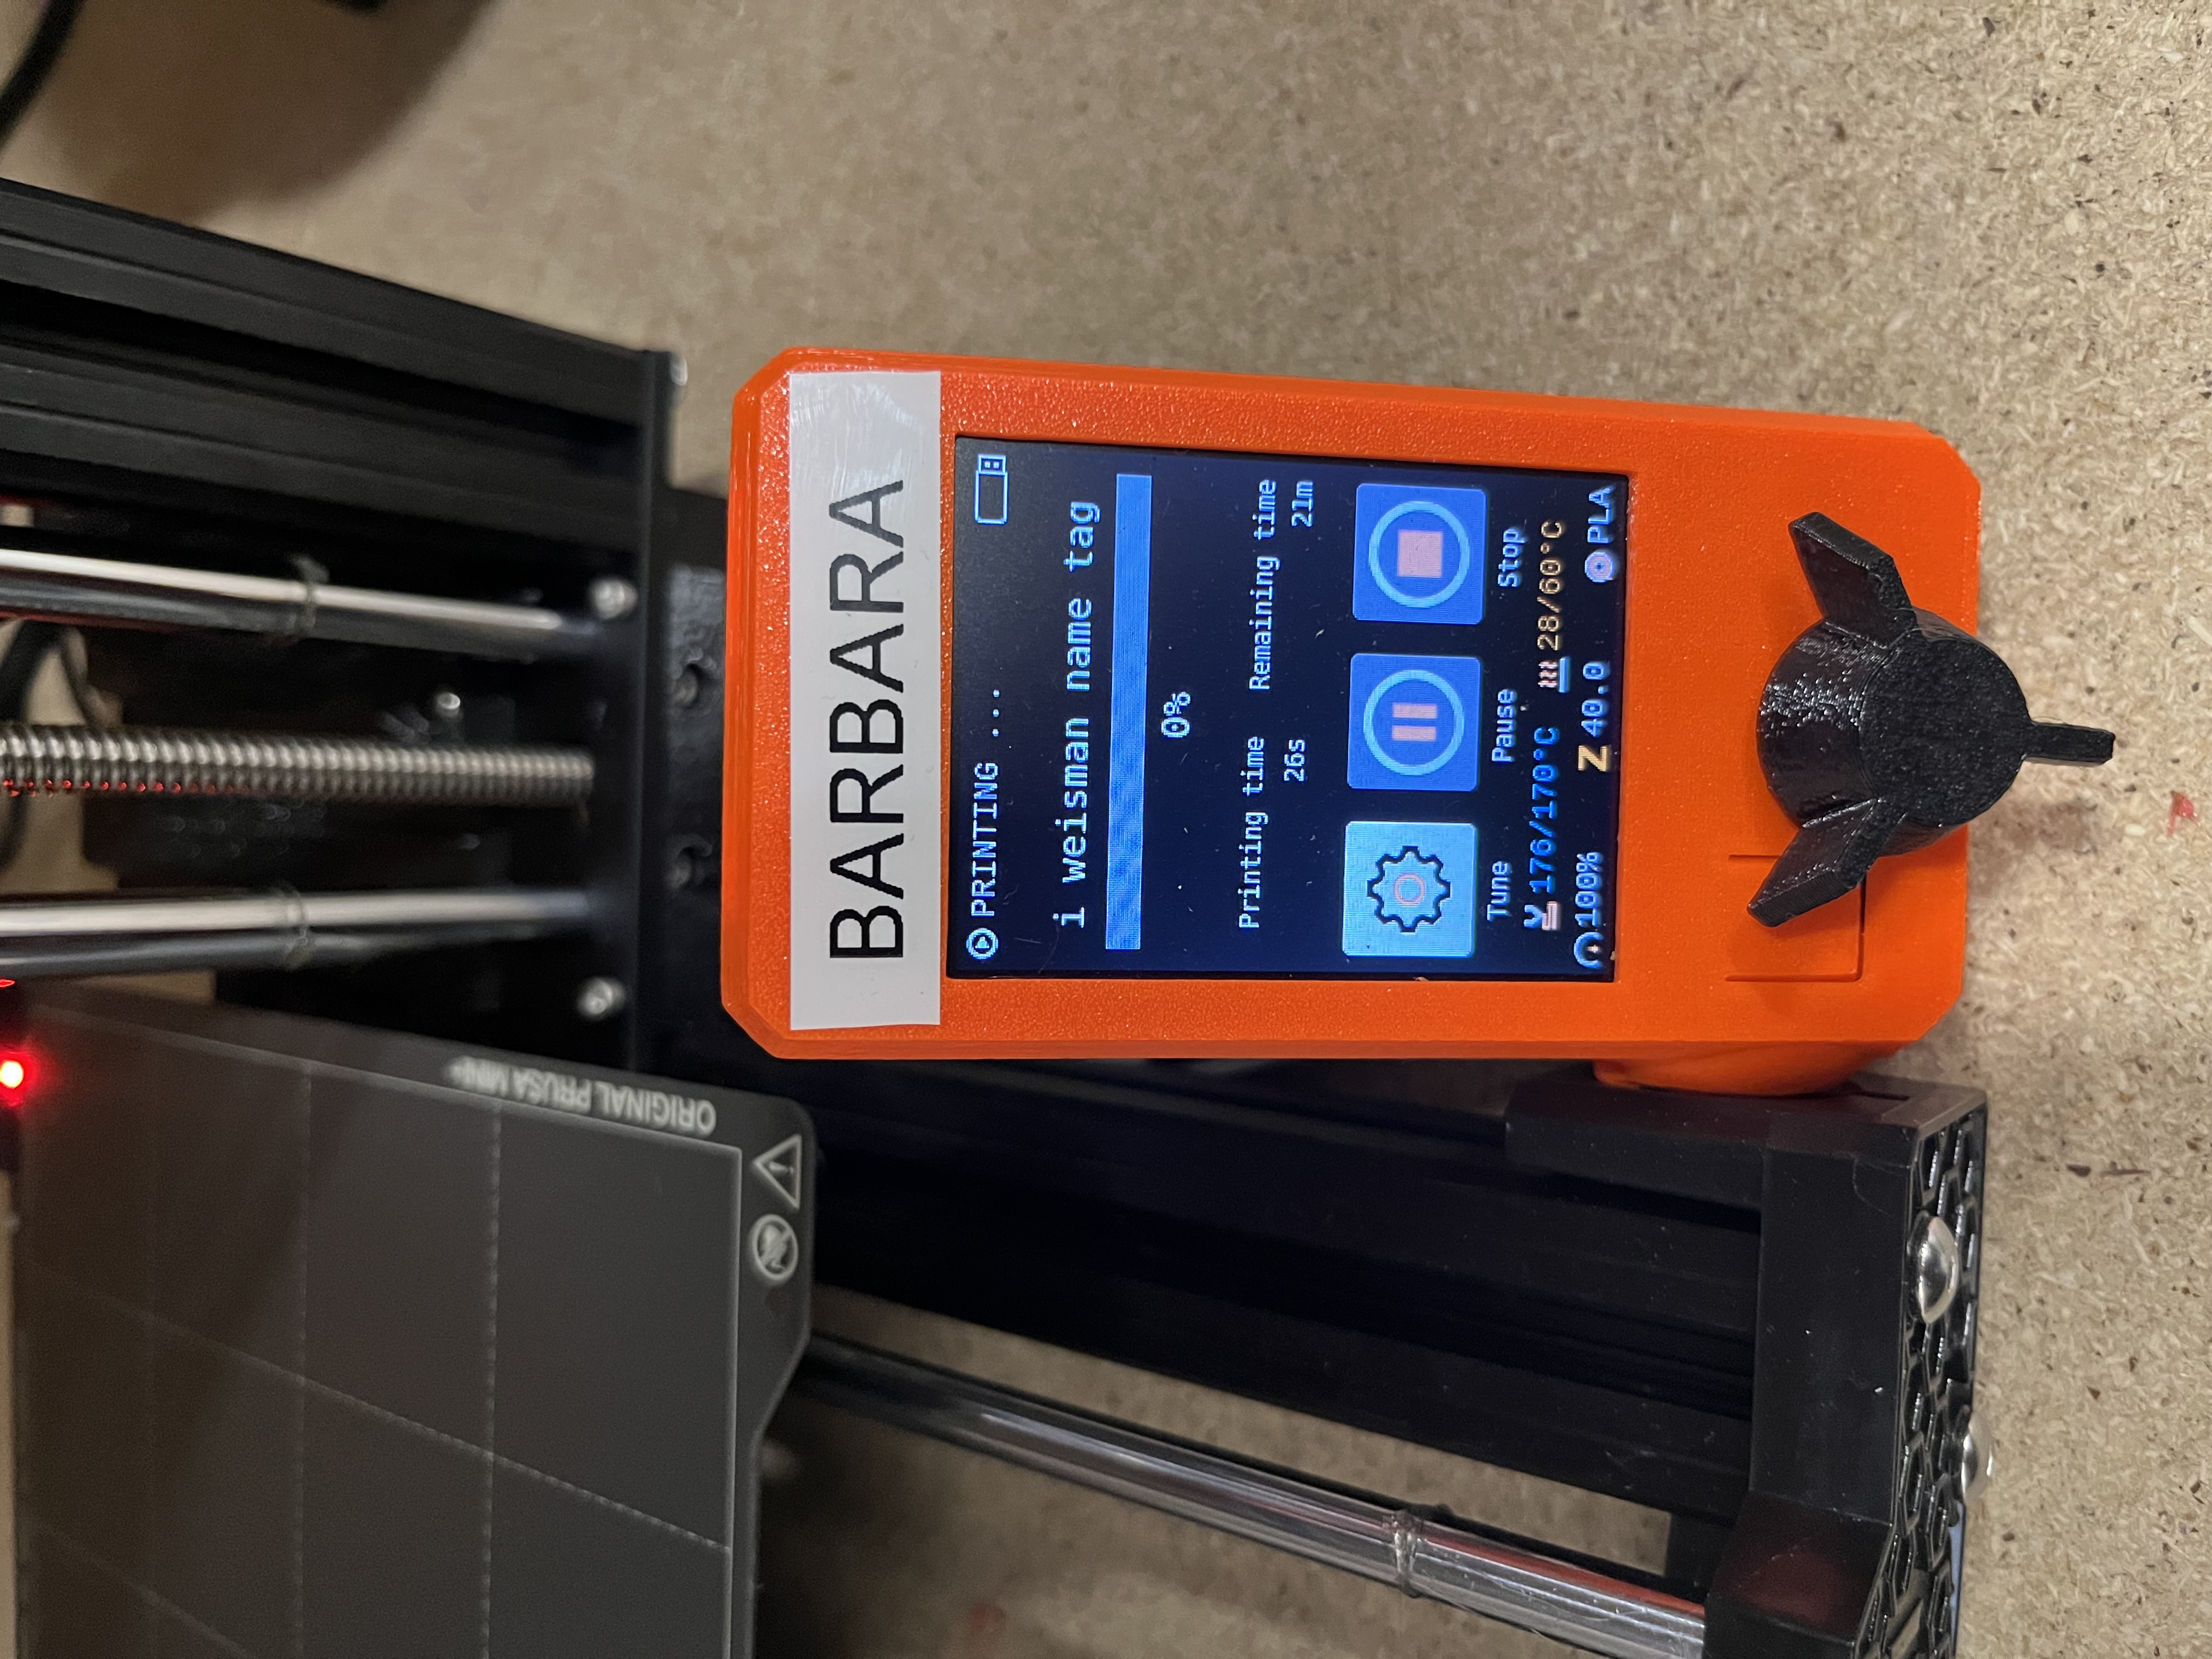 ORIGINAL PRUSA MINI+
BARBARA
PRINTING ...
i weisman name tag
0%
Printing time Remaining time
26s 21m
Tune Pause Stop
176/170°C 28/60°C
100% Z 40.0 PLA